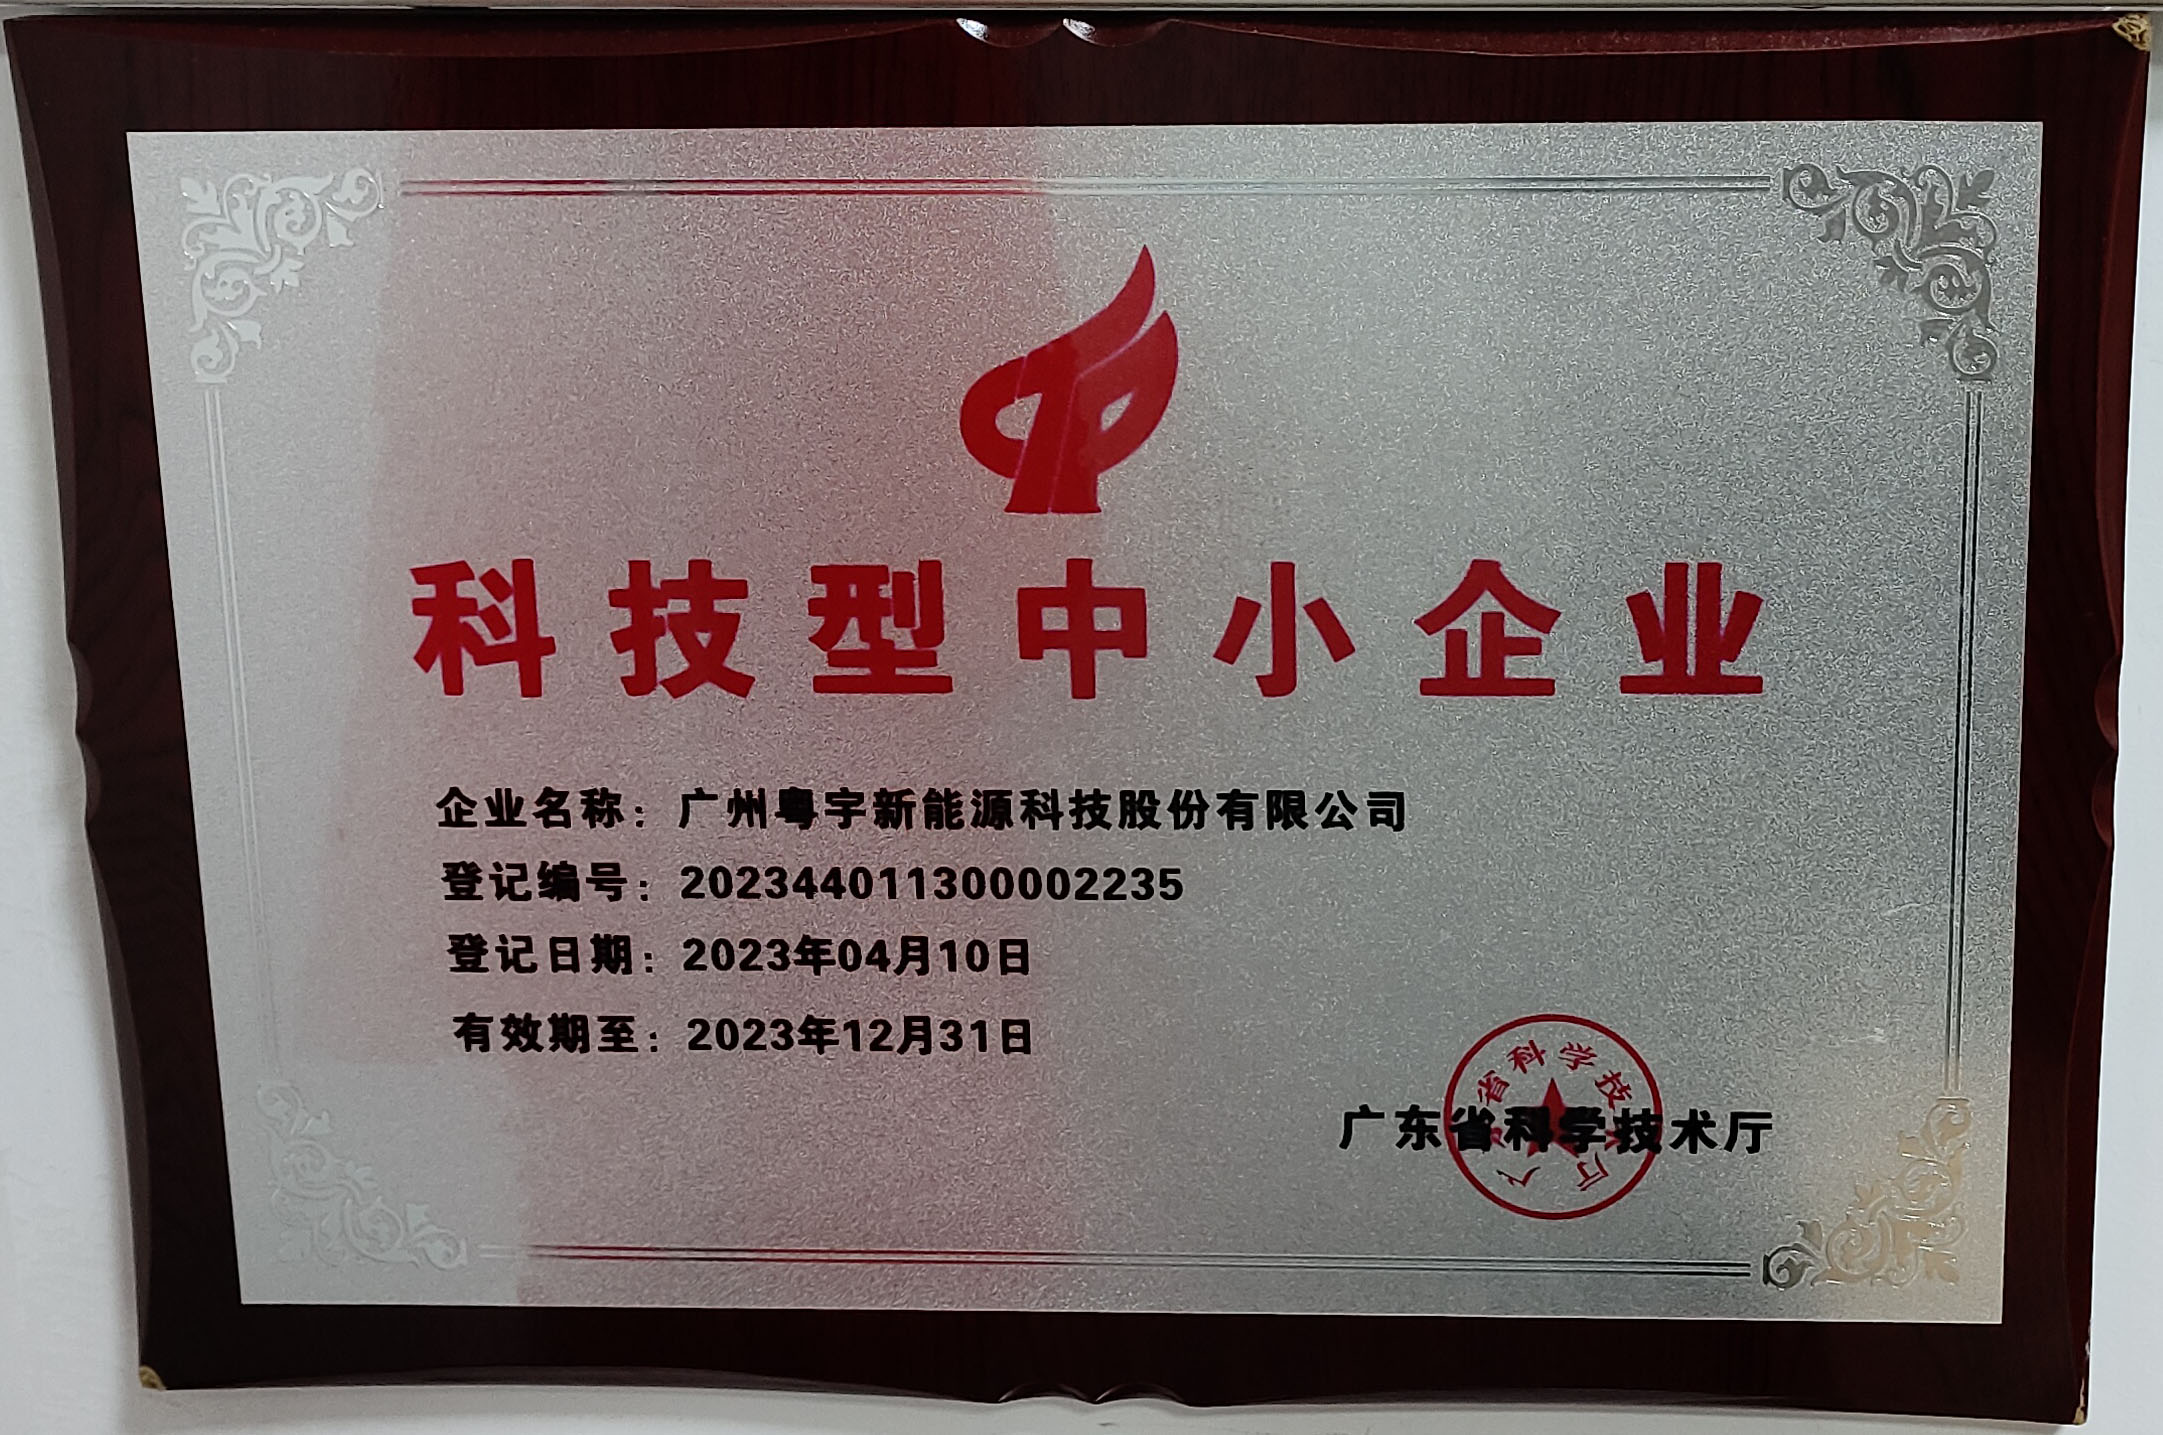 科技型中小企业
企业名称：广州粤宇新能源科技股份有限公司
登记编号：202344011300002235
登记日期：2023年04月10日
有效期至：2023年12月31日
广东省科学技术厅